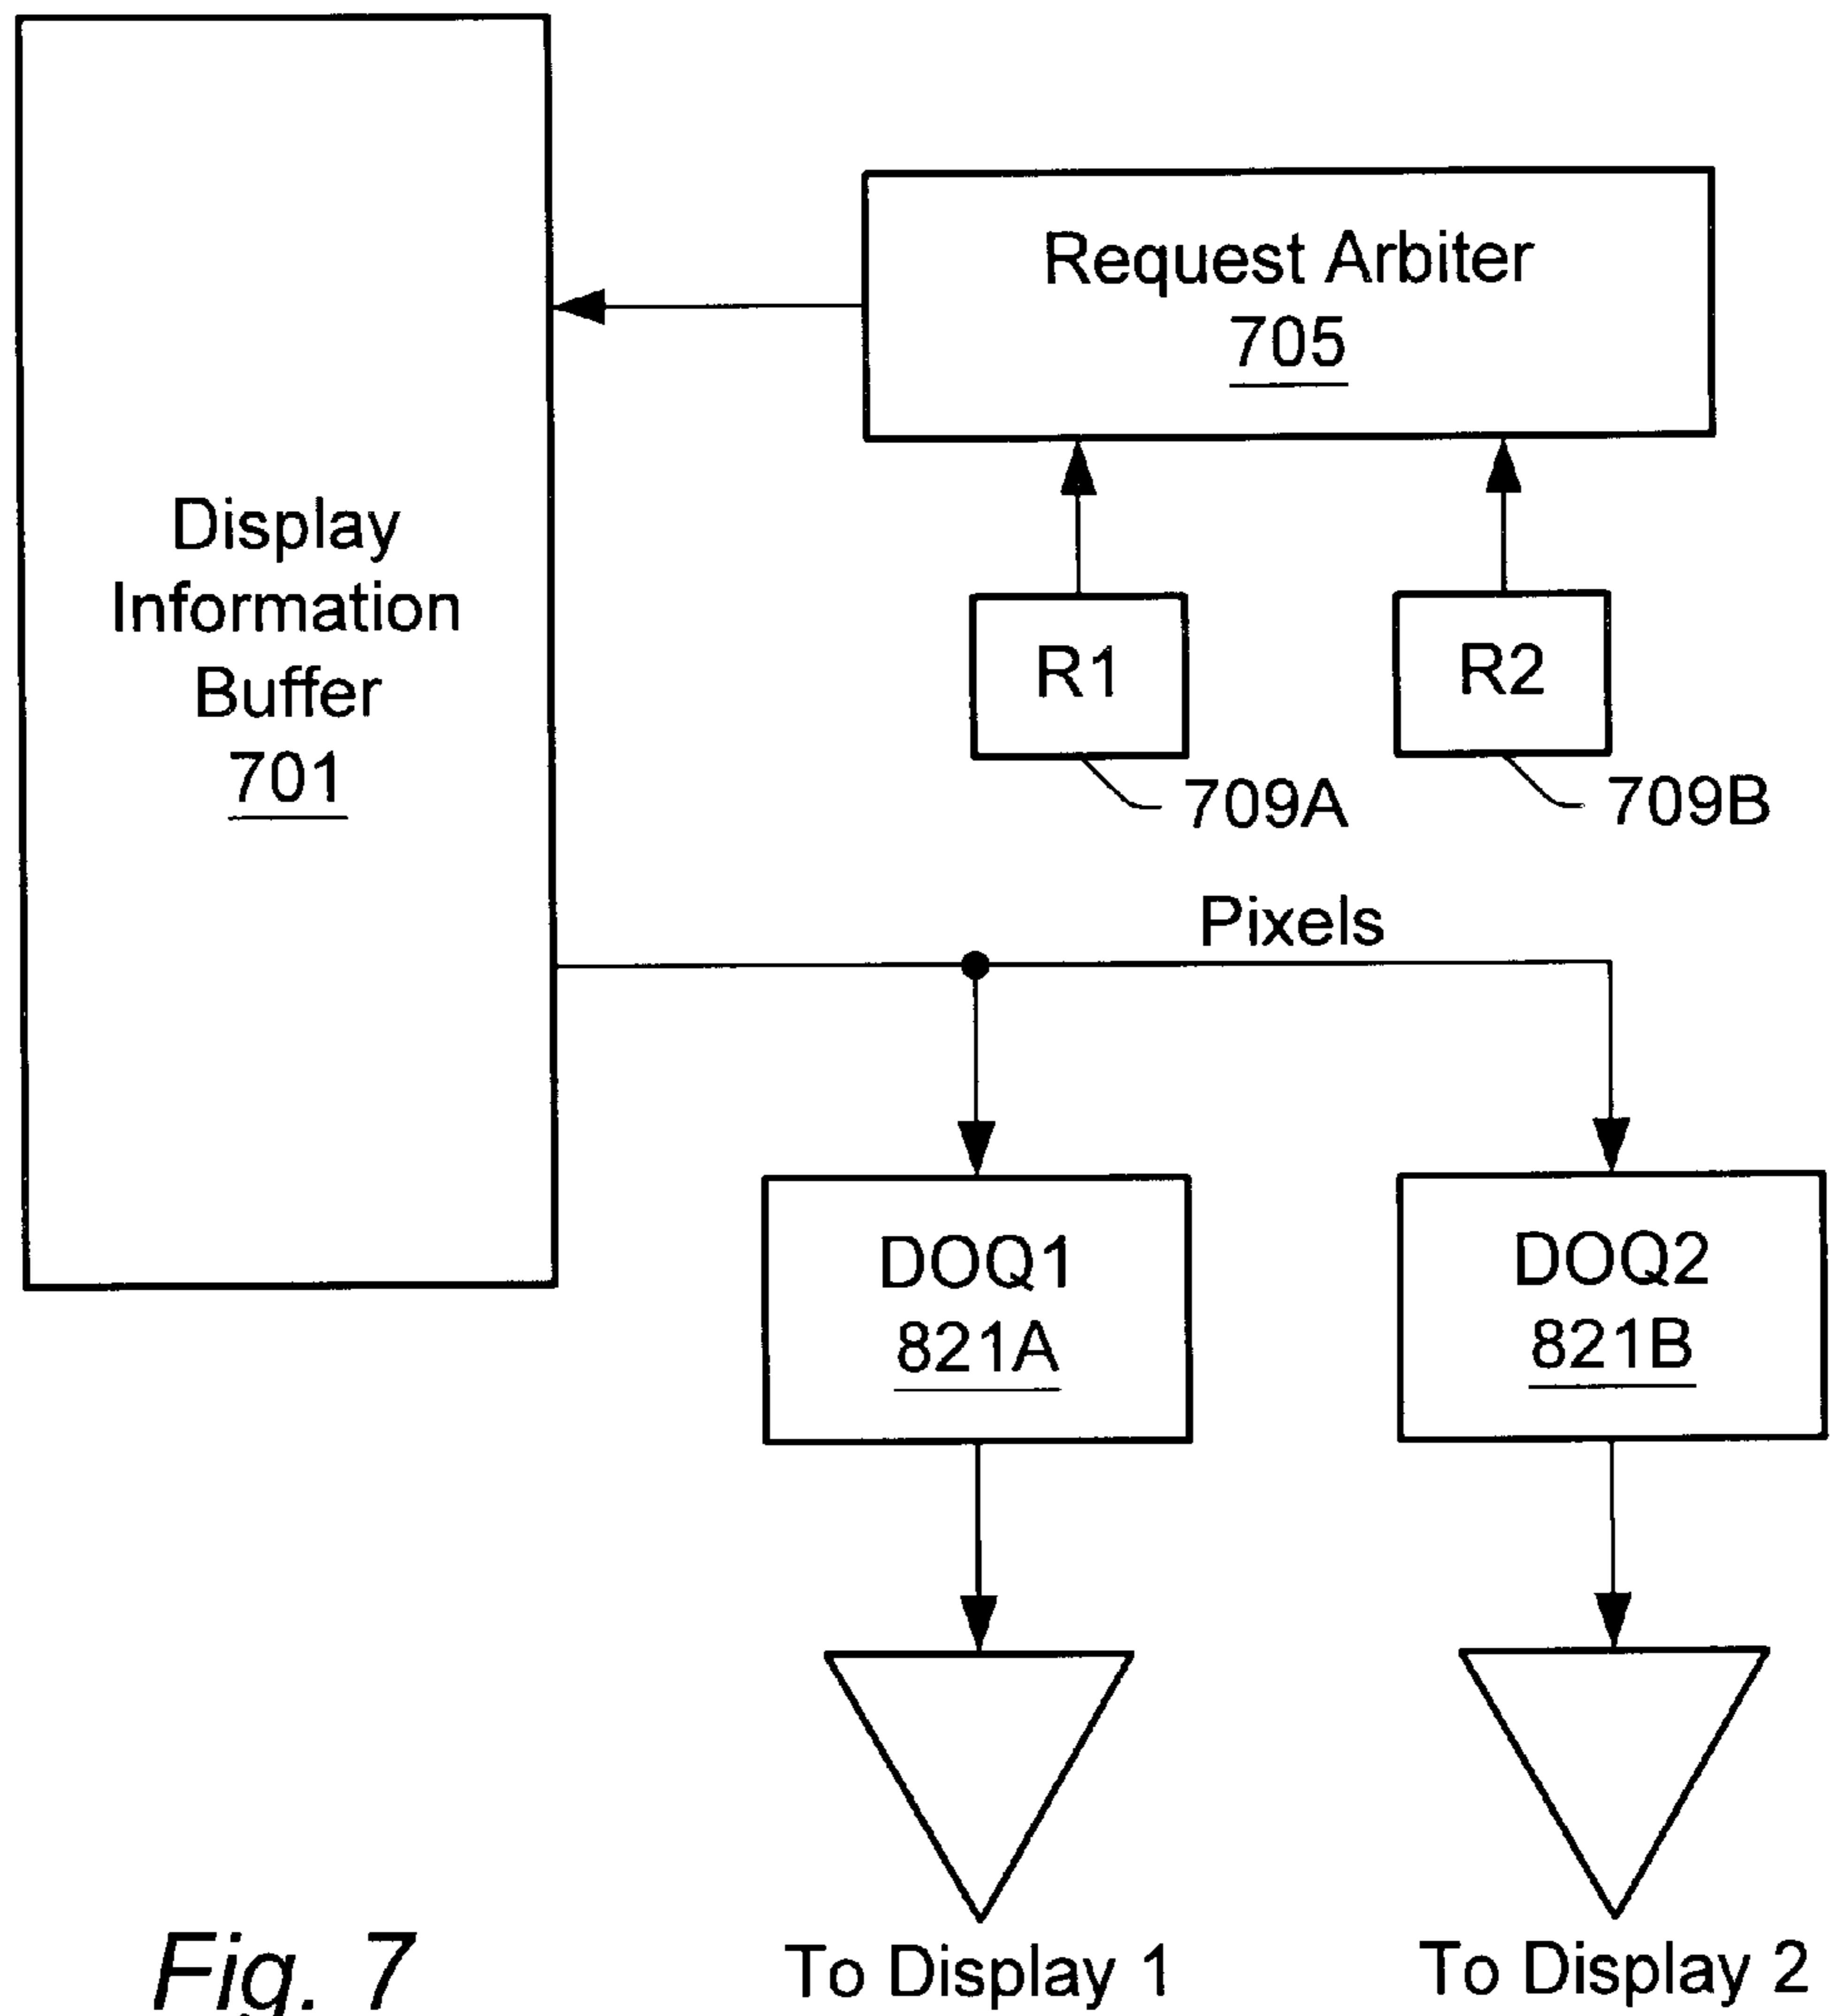 Display
Information
Buffer
701
Request Arbiter
705
R1
R2
709A
709B
Pixels
DOQ1
821A
DOQ2
821B
To Display 1
To Display 2
Fig. 7